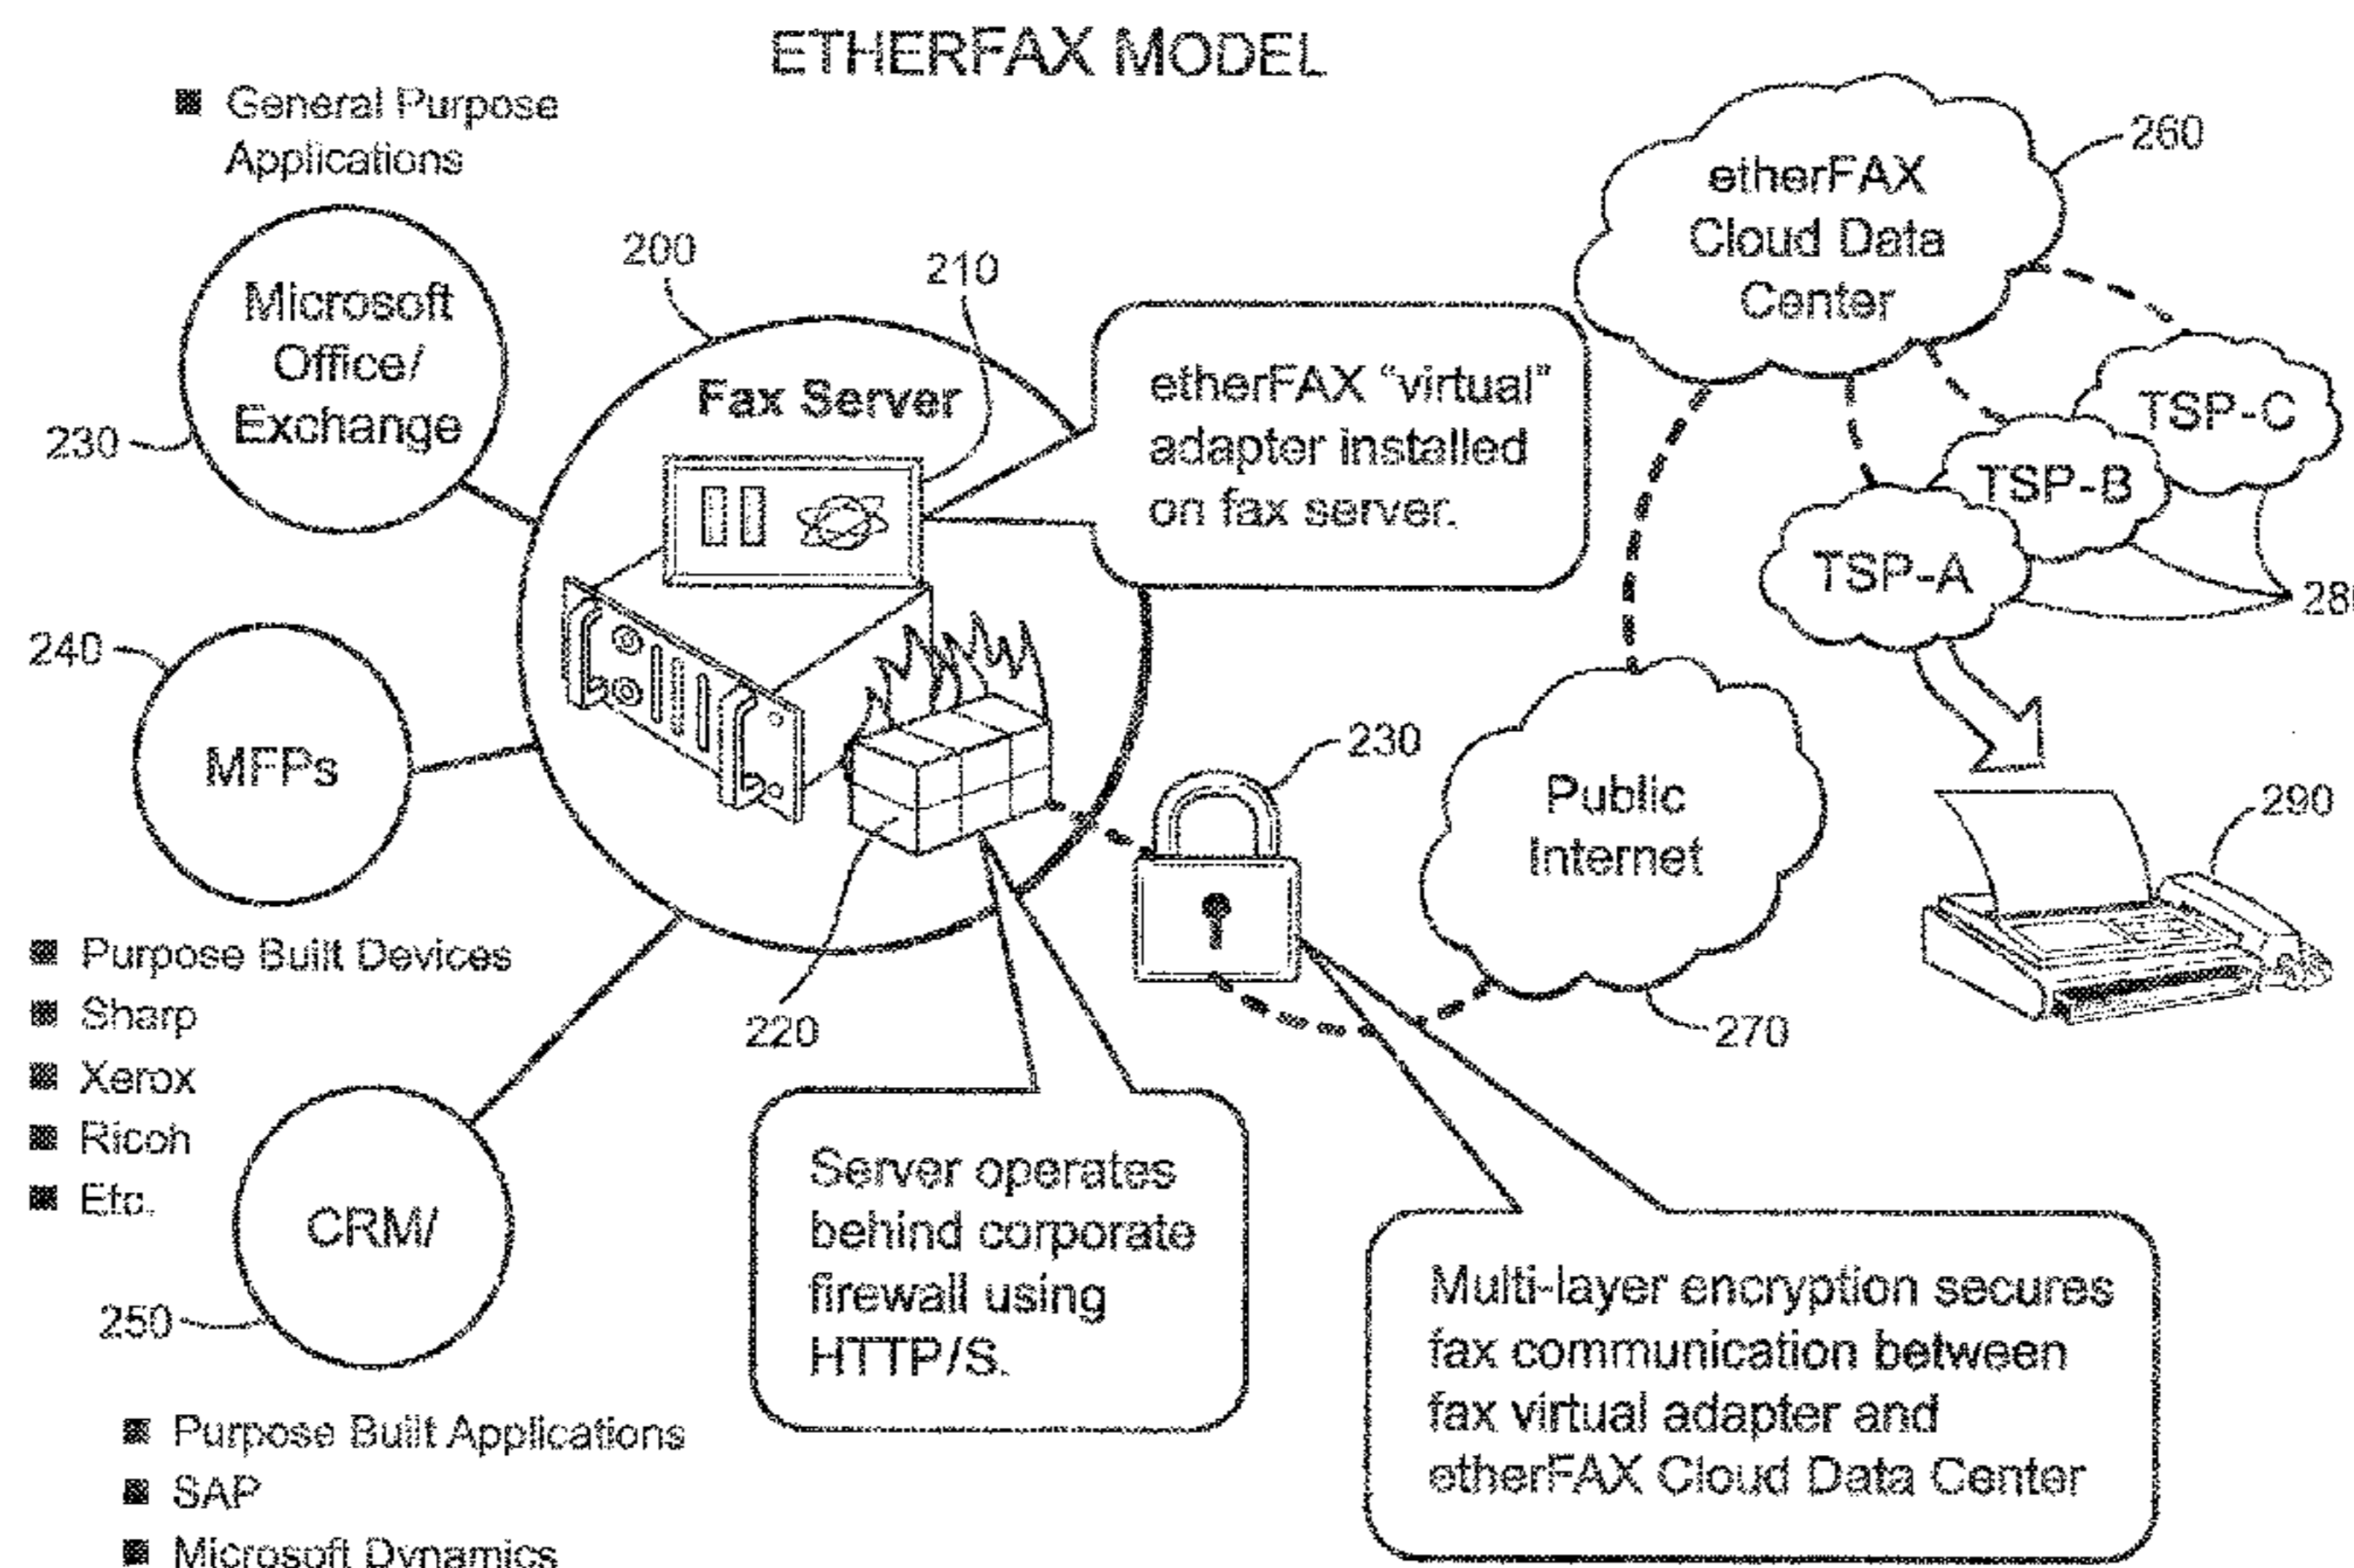 ETHERFAX MODEL
■ General Purpose
Applications
Microsoft
Office/
Exchange
230
200
210
Fax Server
etherFAX “virtual”
adapter installed
on fax server.
etherFAX
Cloud Data
Center
260
TSP-C
TSP-B
TSP-A
240
MFPs
■ Purpose Built Devices
■ Sharp
■ Xerox
■ Ricoh
■ Etc.
230
Public
Internet
270
290
220
CRM/
250
■ Purpose Built Applications
■ SAP
■ Microsoft Dynamics
Server operates
behind corporate
firewall using
HTTP/S.
Multi-layer encryption secures
fax communication between
fax virtual adapter and
etherFAX Cloud Data Center